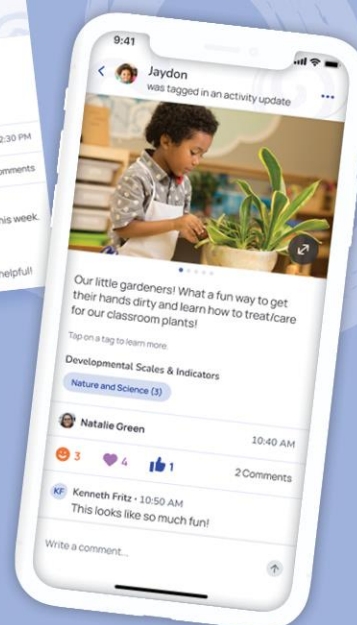 2:30 PM
omments
his week.
helpful!
9:41
Jaydon
was tagged in an activity update
Our little gardeners! What a fun way to get
their hands dirty and learn how to treat/care
for our classroom plants!
Tap on a tag to learn more.
Developmental Scales & Indicators
Nature and Science (3)
Natalie Green
10:40 AM
3
4
1
2 Comments
KF
Kenneth Fritz • 10:50 AM
This looks like so much fun!
Write a comment...